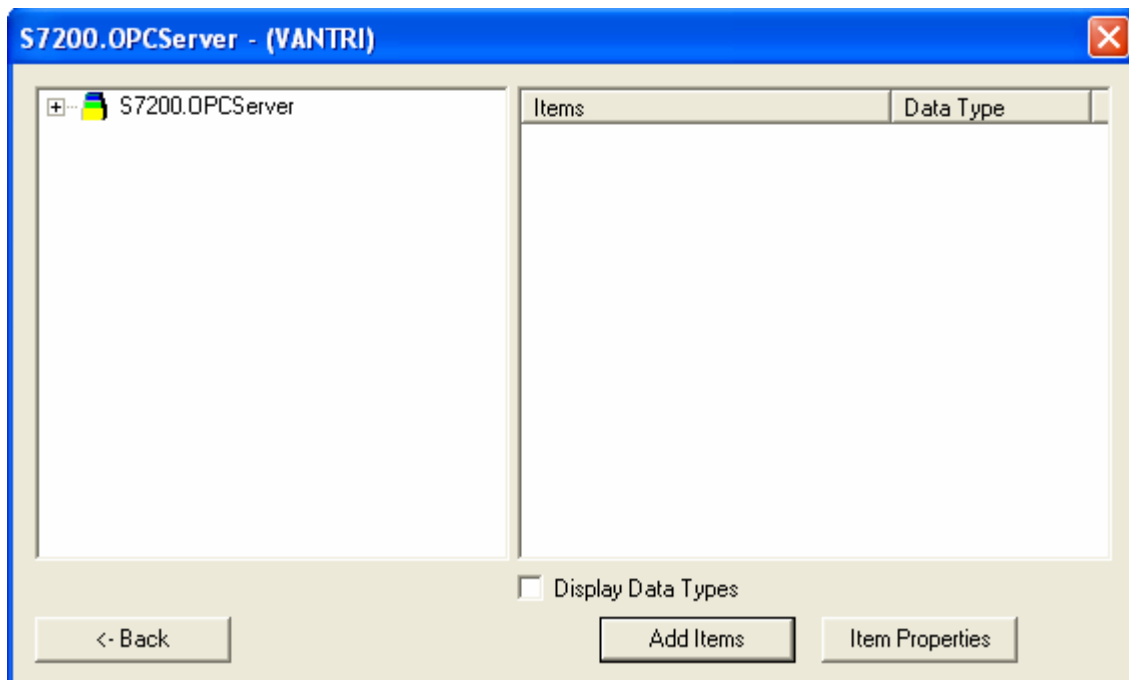 S7200.OPCServer - (VANTRI)
S7200.OPCServer
Items Data Type
Display Data Types
<- Back Add Items Item Properties